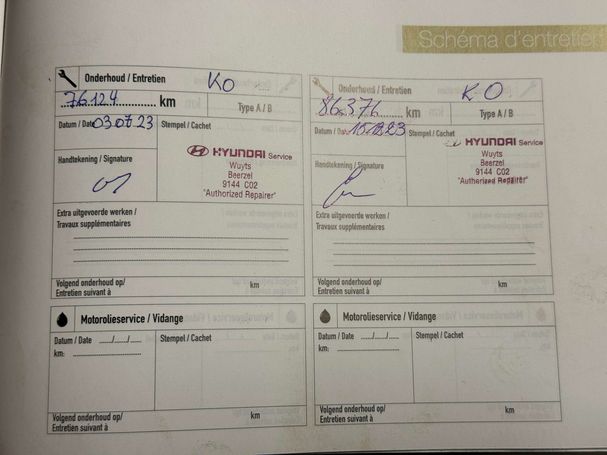 Schéma d'entretien
Onderhoud / Entretien KO
76.124 km
Type A / B
Datum / Date 03.07.23
Stempel / Cachet
HYUNDAI Service
Wuyts
Beerzel
9144 C02
"Authorized Repairer"
Handtekening / Signature
Extra uitgevoerde werken /
Travaux supplémentaires
Volgend onderhoud op/ km
Entretien suivant à
Onderhoud / Entretien KO
86.376 km
Type A / B
Datum / Date
Stempel / Cachet
HYUNDAI Service
Wuyts
Beerzel
9144 C02
"Authorized Repairer"
Handtekening / Signature
Extra uitgevoerde werken /
Travaux supplémentaires
Volgend onderhoud op/ km
Entretien suivant à
Motorolieservice / Vidange
Datum / Date ..../..../....
Stempel / Cachet
km:
Volgend onderhoud op/ km
Entretien suivant à
Motorolieservice / Vidange
Datum / Date ..../..../....
Stempel / Cachet
km:
Volgend onderhoud op/ km
Entretien suivant à